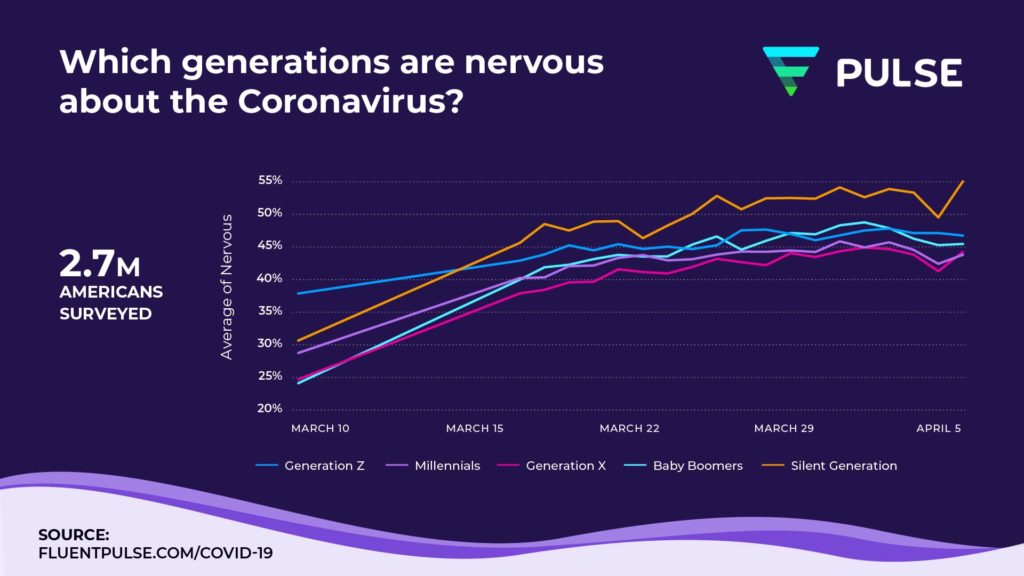 Which generations are nervous
about the Coronavirus?
PULSE
2.7M
AMERICANS
SURVEYED
Average of Nervous
55%
50%
45%
40%
35%
30%
25%
20%
MARCH 10
MARCH 15
MARCH 22
MARCH 29
APRIL 5
Generation Z
Millennials
Generation X
Baby Boomers
Silent Generation
SOURCE:
FLUENTPULSE.COM/COVID-19